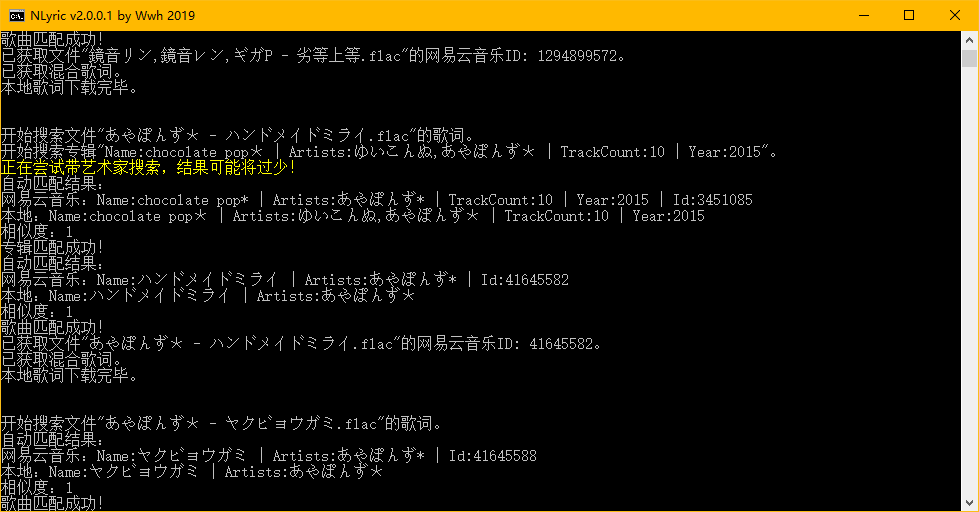 NLyric v2.0.0.1 by Wwh 2019
歌曲匹配成功!
已获取文件"鏡音リン,鏡音レン,ギガP - 劣等上等.flac"的网易云音乐ID: 1294899572。
已获取混合歌词。
本地歌词下载完毕。
开始搜索文件"あやぽんず＊ - ハンドメイドミライ.flac"的歌词。
开始搜索专辑"Name:chocolate pop＊ | Artists:ゆいこんぬ,あやぽんず＊ | TrackCount:10 | Year:2015"。
正在尝试带艺术家搜索，结果可能将过少!
自动匹配结果：
网易云音乐：Name:chocolate pop* | Artists:あやぽんず* | TrackCount:10 | Year:2015 | Id:3451085
本地：Name:chocolate pop＊ | Artists:ゆいこんぬ,あやぽんず＊ | TrackCount:10 | Year:2015
相似度：1
专辑匹配成功!
自动匹配结果：
网易云音乐：Name:ハンドメイドミライ | Artists:あやぽんず* | Id:41645582
本地：Name:ハンドメイドミライ | Artists:あやぽんず＊
相似度：1
歌曲匹配成功!
已获取文件"あやぽんず＊ - ハンドメイドミライ.flac"的网易云音乐ID: 41645582。
已获取混合歌词。
本地歌词下载完毕。
开始搜索文件"あやぽんず＊ - ヤクビョウガミ.flac"的歌词。
自动匹配结果：
网易云音乐：Name:ヤクビョウガミ | Artists:あやぽんず* | Id:41645588
本地：Name:ヤクビョウガミ | Artists:あやぽんず＊
相似度：1
歌曲匹配成功!